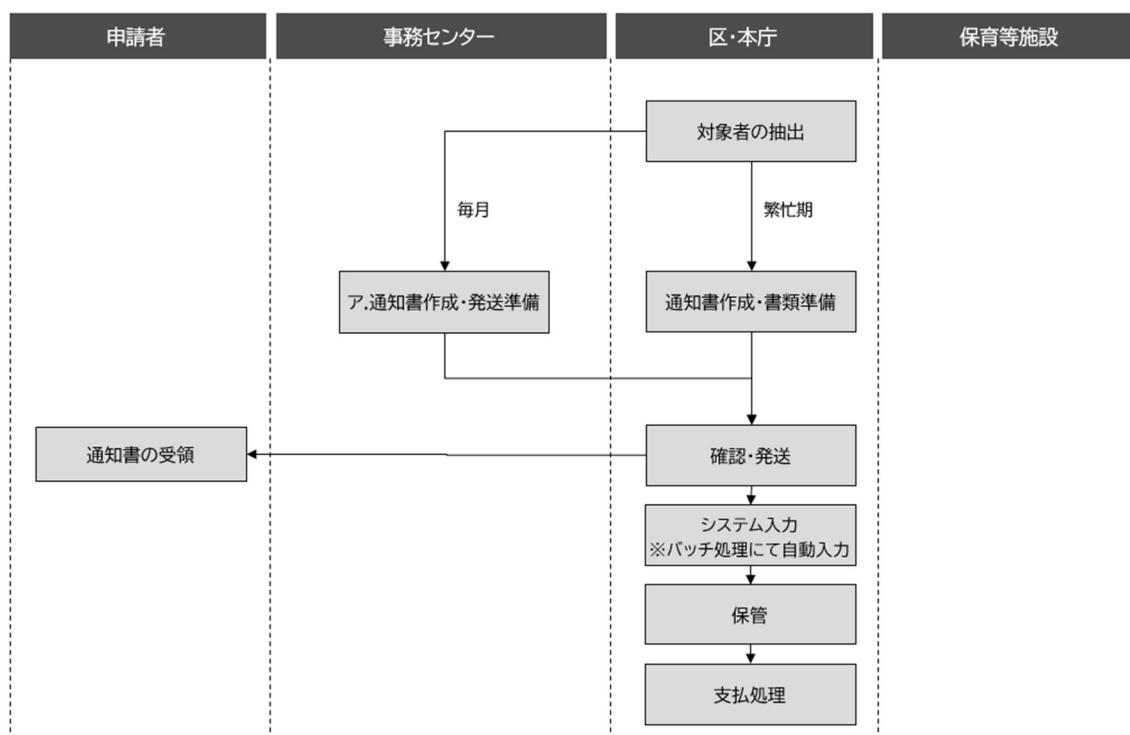 申請者
事務センター
区・本庁
保育等施設
対象者の抽出
毎月
繁忙期
ア.通知書作成・発送準備
通知書作成・書類準備
通知書の受領
確認・発送
システム入力
※バッチ処理にて自動入力
保管
支払処理